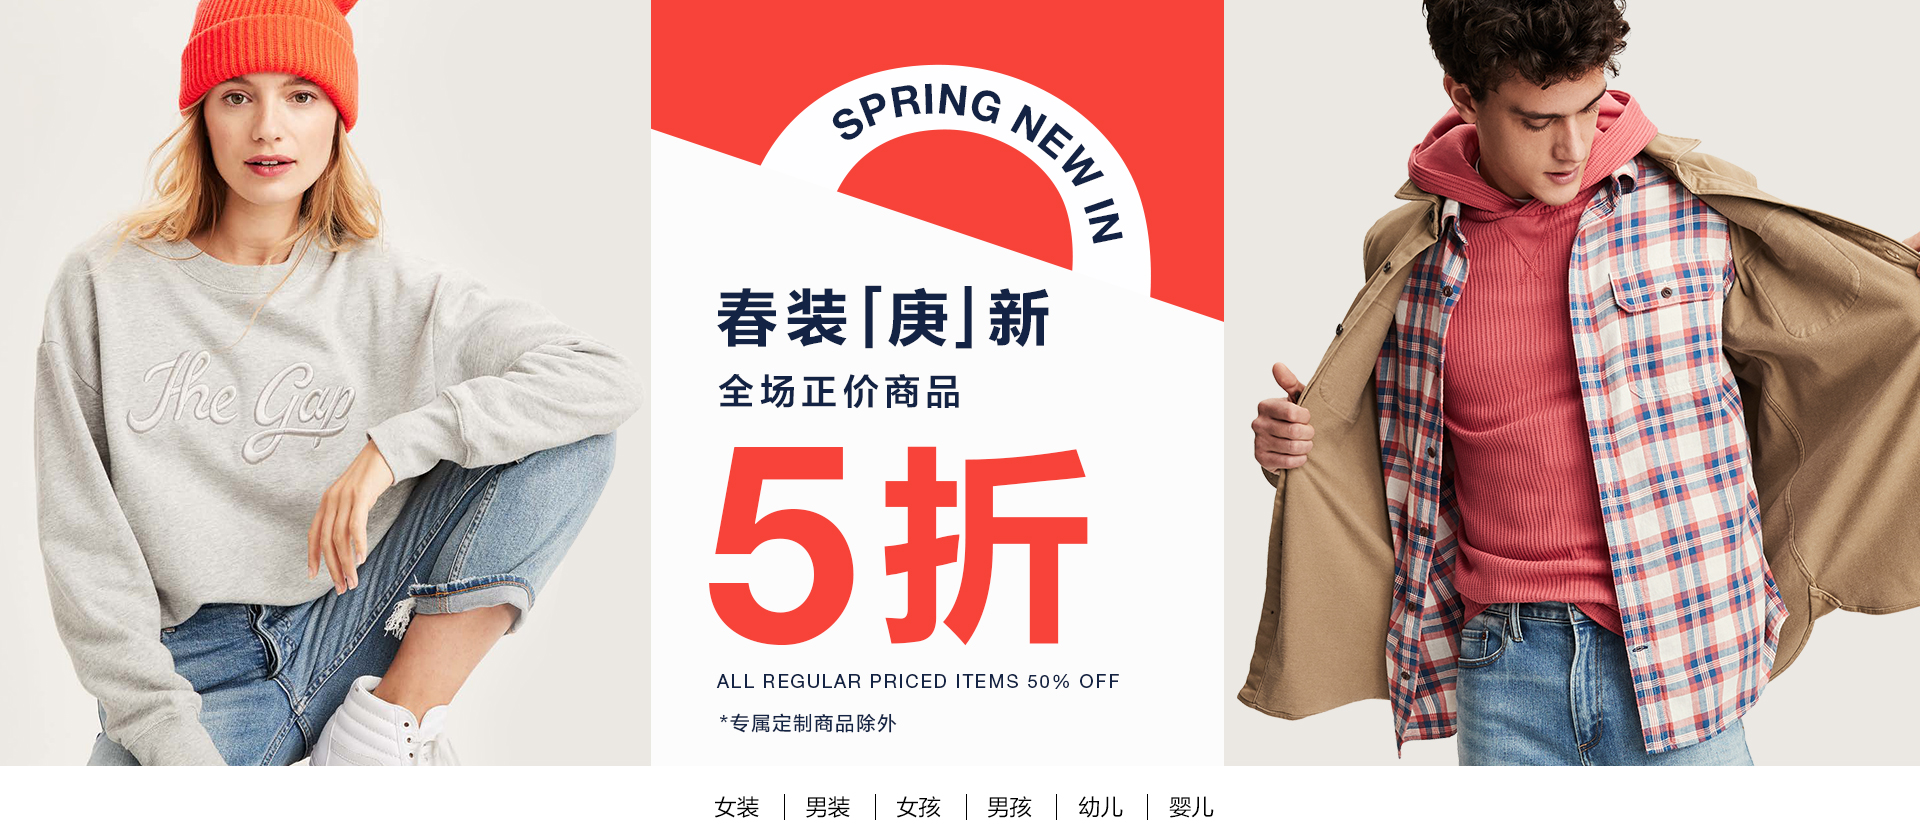 The Gap
SPRING NEW IN
春装「庚」新
全场正价商品
5折
ALL REGULAR PRICED ITEMS 50% OFF
*专属定制商品除外
女装 | 男装 | 女孩 | 男孩 | 幼儿 | 婴儿